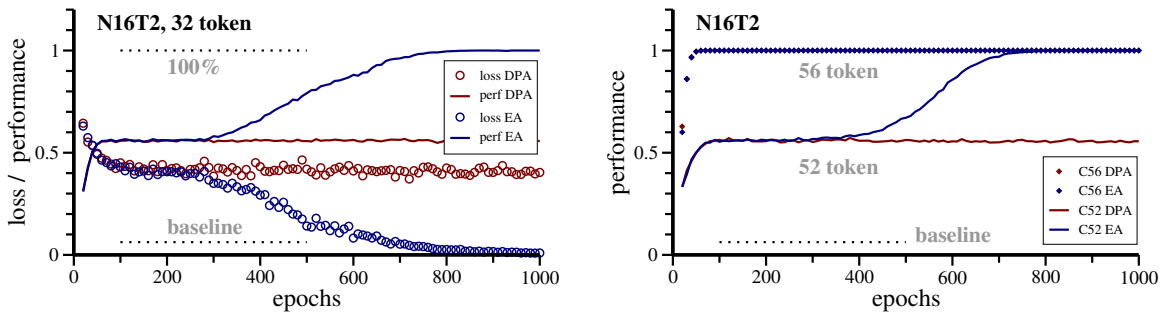 N16T2, 32 token
1
100%
loss DPA
perf DPA
loss EA
perf EA
0.5
baseline
0
0
200
400
600
800
1000
epochs
loss / performance
N16T2
1
56 token
0.5
52 token
C56 DPA
C56 EA
C52 DPA
C52 EA
baseline
0
0
200
400
600
800
1000
epochs
performance